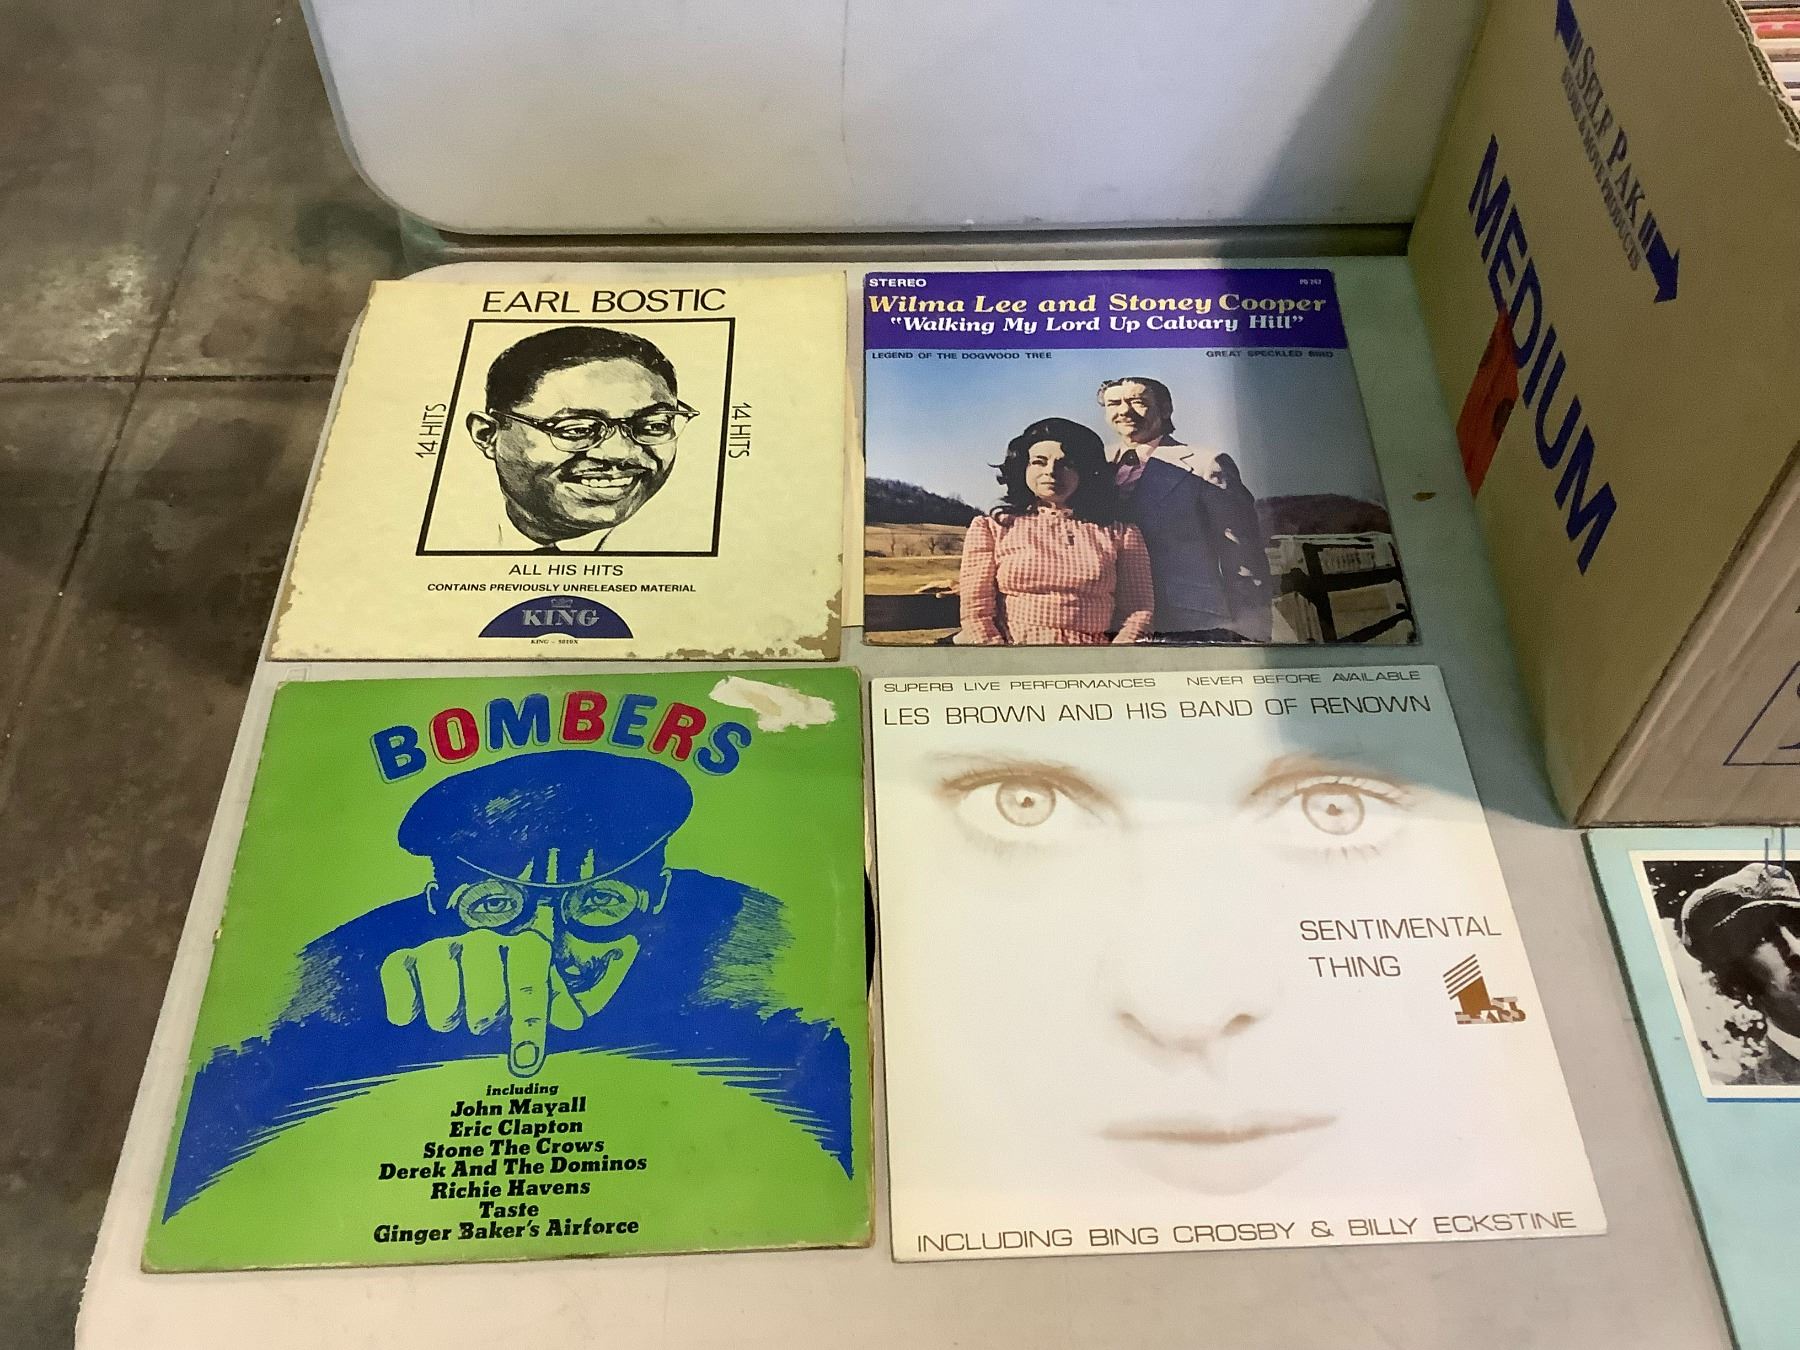 EARL BOSTIC
14 HITS
14 HITS
ALL HIS HITS
CONTAINS PREVIOUSLY UNRELEASED MATERIAL
KING
STEREO
Wilma Lee and Stoney Cooper
"Walking My Lord Up Calvary Hill"
LEGEND OF THE DOGWOOD TREE
GREAT SPECKLED BIRD
SELF PAK
STORE & MOVE PRODUCTS
MEDIUM
BOMBERS
including
John Mayall
Eric Clapton
Stone The Crows
Derek And The Dominos
Richie Havens
Taste
Ginger Baker's Airforce
SUPERB LIVE PERFORMANCES NEVER BEFORE AVAILABLE
LES BROWN AND HIS BAND OF RENOWN
SENTIMENTAL
THING
INCLUDING BING CROSBY & BILLY ECKSTINE